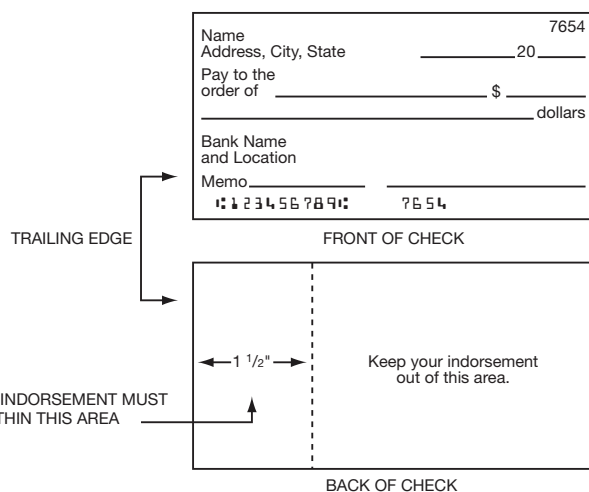 7654
Name
Address, City, State 20
Pay to the
order of $
dollars
Bank Name
and Location
Memo
⑆123456789⑆ 7654
TRAILING EDGE
FRONT OF CHECK
1 1/2"
Keep your indorsement
out of this area.
INDORSEMENT MUST
THIS AREA
BACK OF CHECK